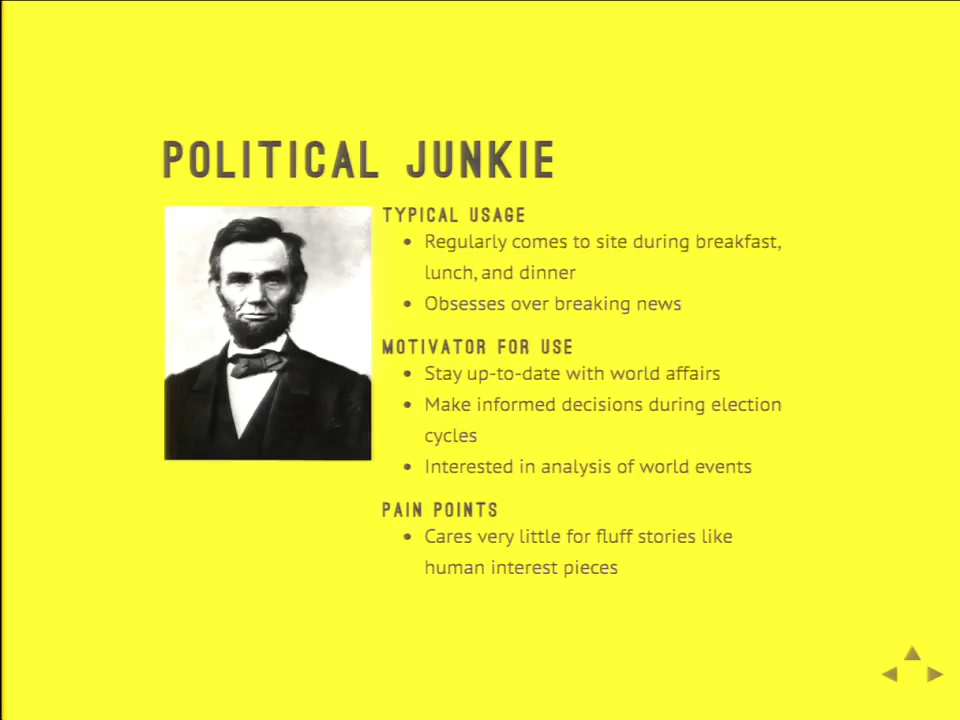 POLITICAL JUNKIE
TYPICAL USAGE
• Regularly comes to site during breakfast,
lunch, and dinner
• Obsesses over breaking news
MOTIVATOR FOR USE
• Stay up-to-date with world affairs
• Make informed decisions during election
cycles
• Interested in analysis of world events
PAIN POINTS
• Cares very little for fluff stories like
human interest pieces